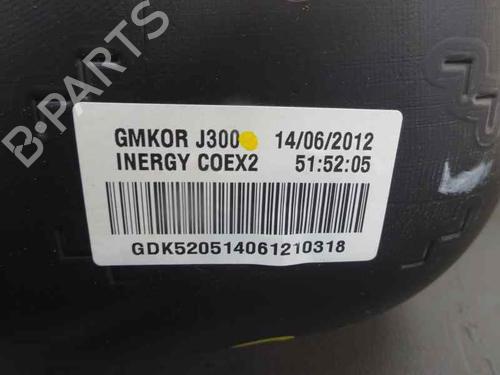 GMKOR J300 14/06/2012
INERGY COEX2 51:52:05
GDK520514061210318
B-PARTS